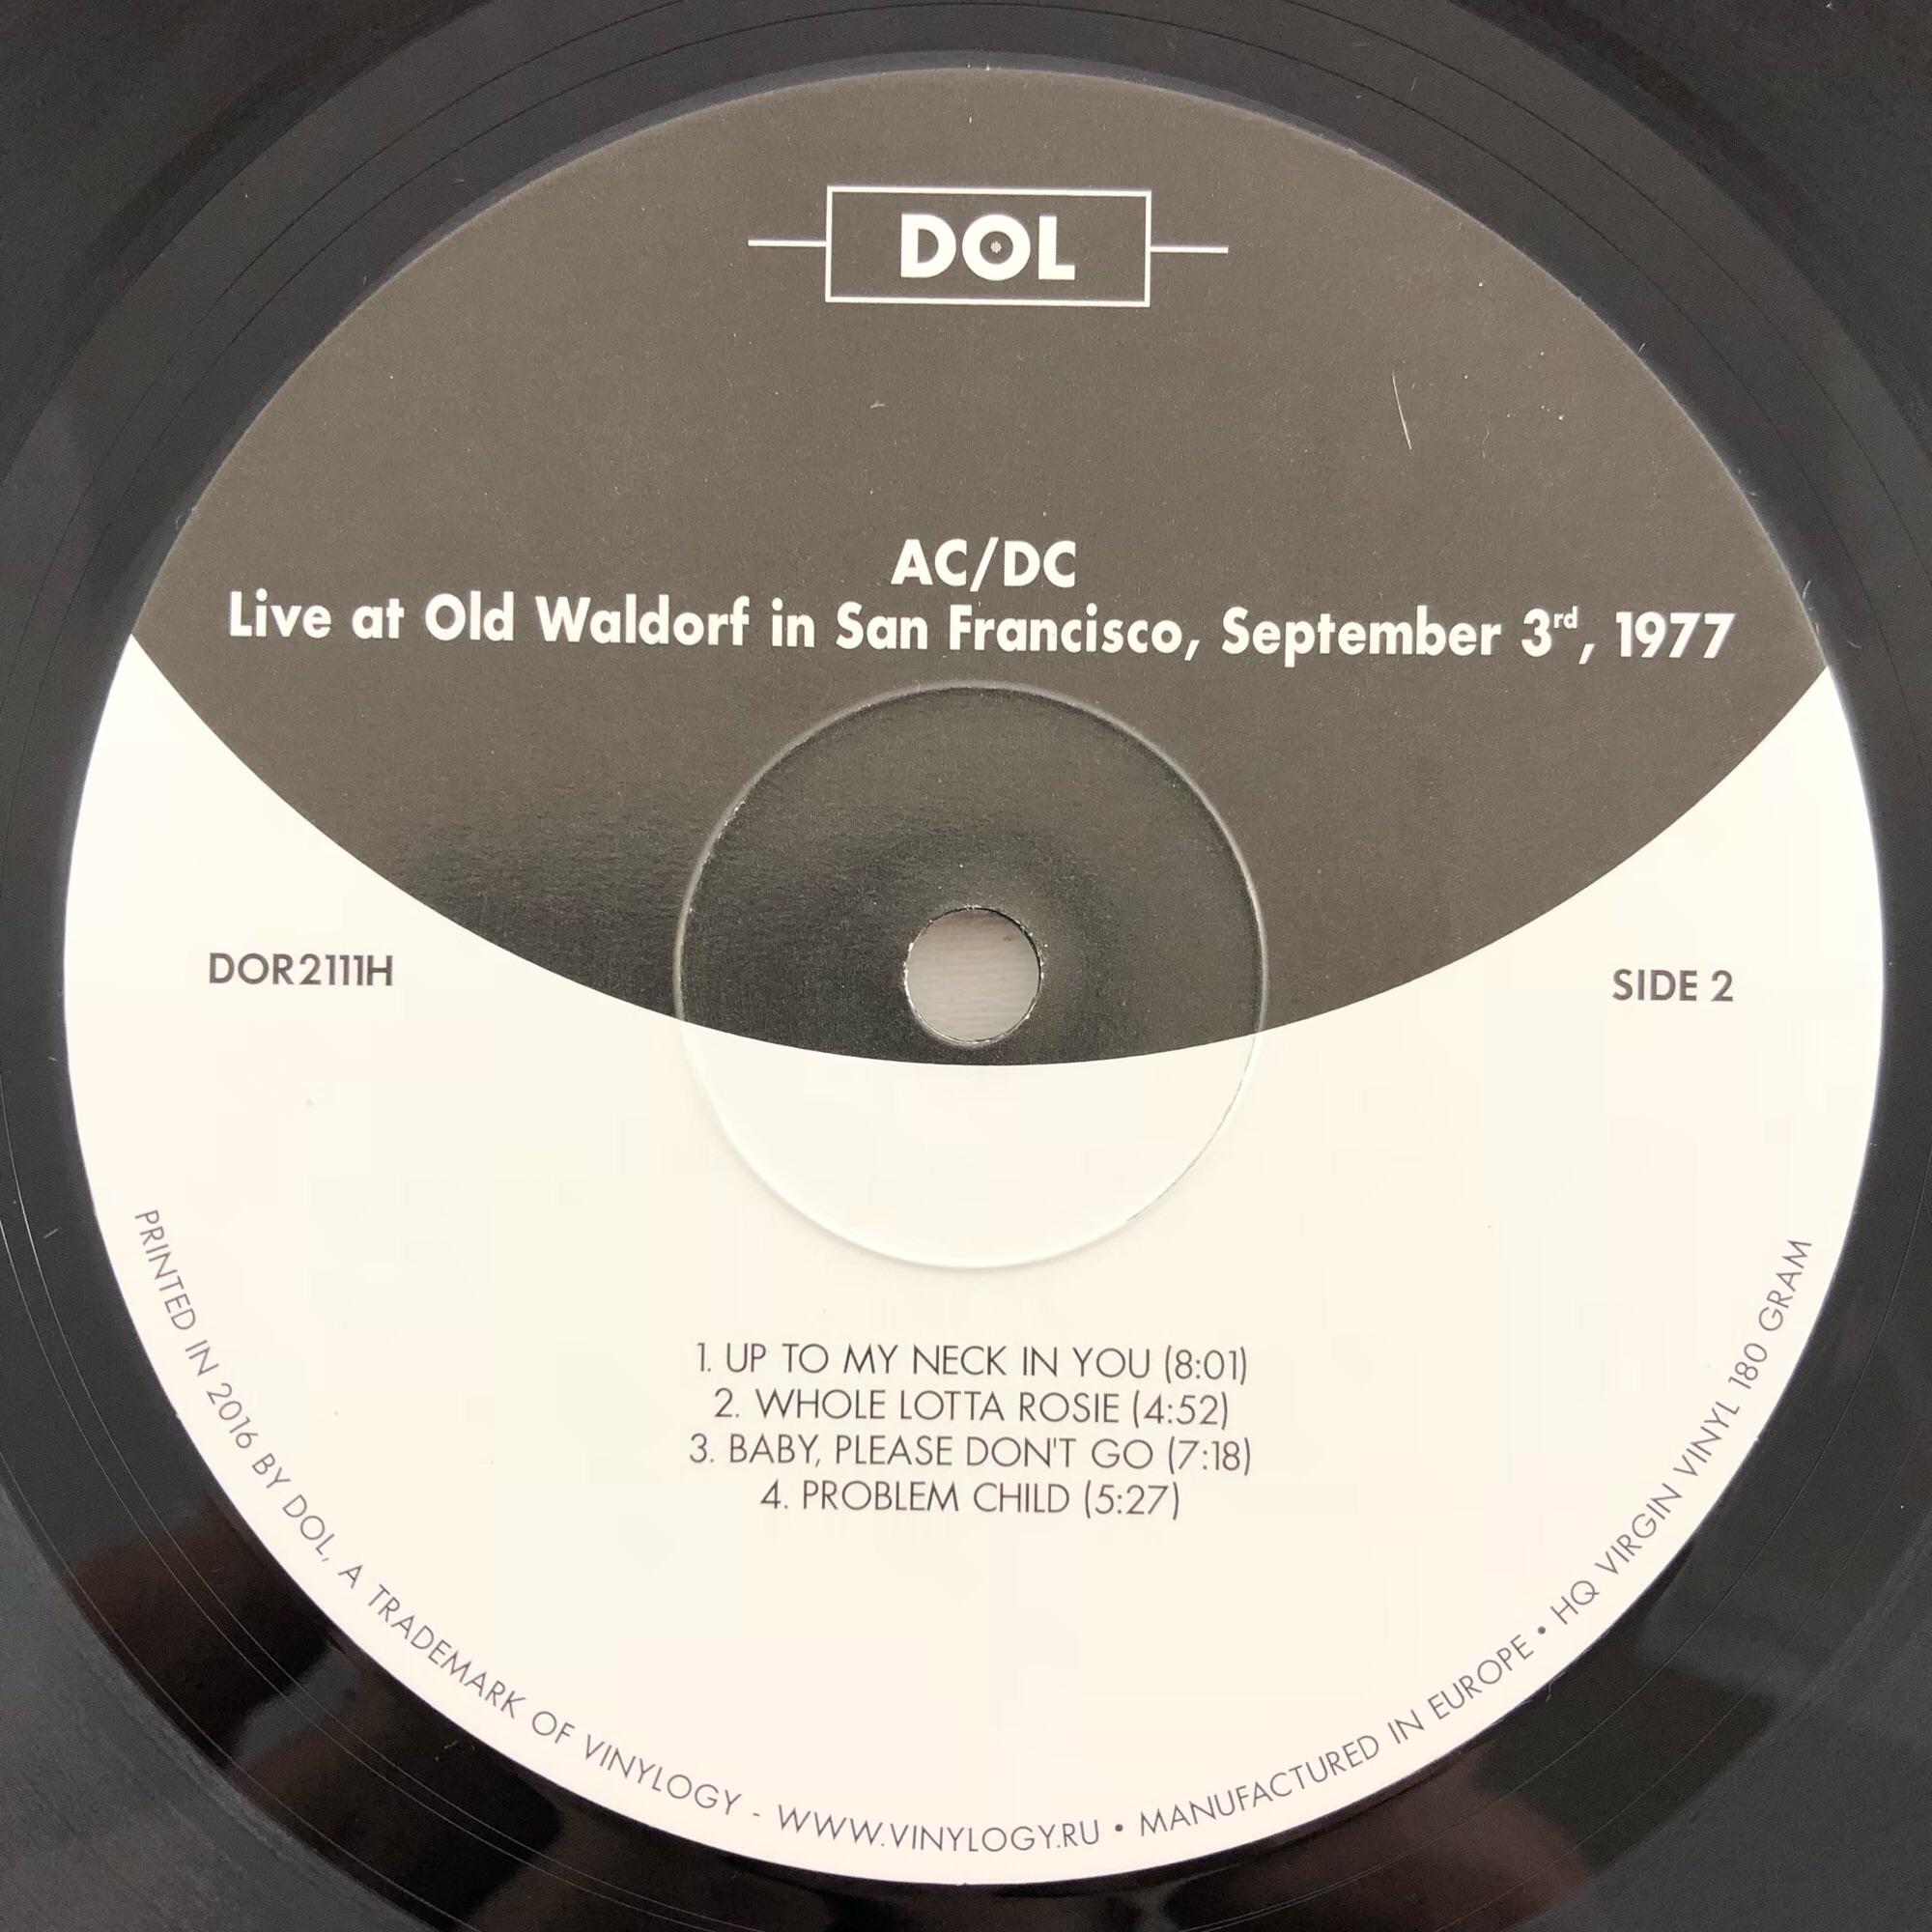 DOL
AC/DC
Live at Old Waldorf in San Francisco, September 3rd, 1977
DOR2111H
SIDE 2
1. UP TO MY NECK IN YOU (8:01)
2. WHOLE LOTTA ROSIE (4:52)
3. BABY, PLEASE DON'T GO (7:18)
4. PROBLEM CHILD (5:27)
PRINTED IN 2016 BY DOL, A TRADEMARK OF VINYLOGY - WWW.VINYLOGY.RU • MANUFACTURED IN EUROPE • HQ VIRGIN VINYL 180 GRAM